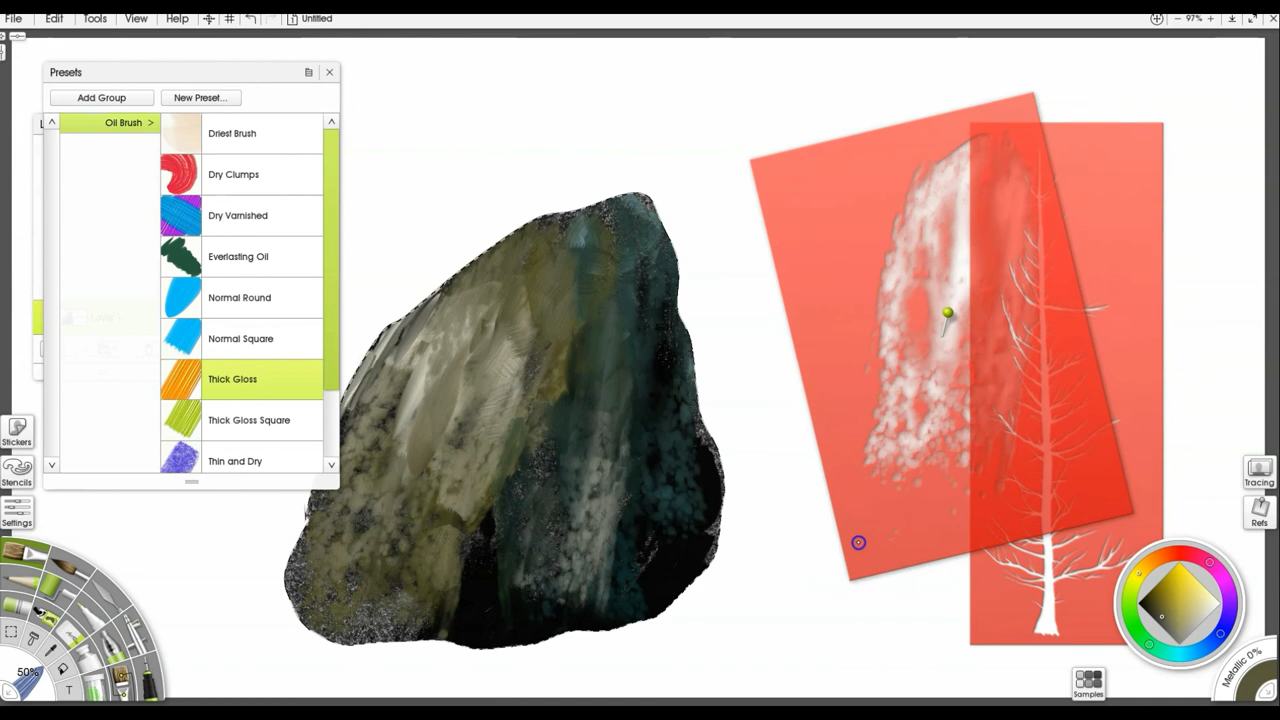 File Edit Tools View Help Untitled 97%
Presets
Add Group New Preset...
Oil Brush >
Driest Brush
Dry Clumps
Dry Varnished
Everlasting Oil
Normal Round
Normal Square
Thick Gloss
Thick Gloss Square
Thin and Dry
Stickers
Stencils
Settings
Tracing
Refs
50%
T
Samples
Metallic 0%